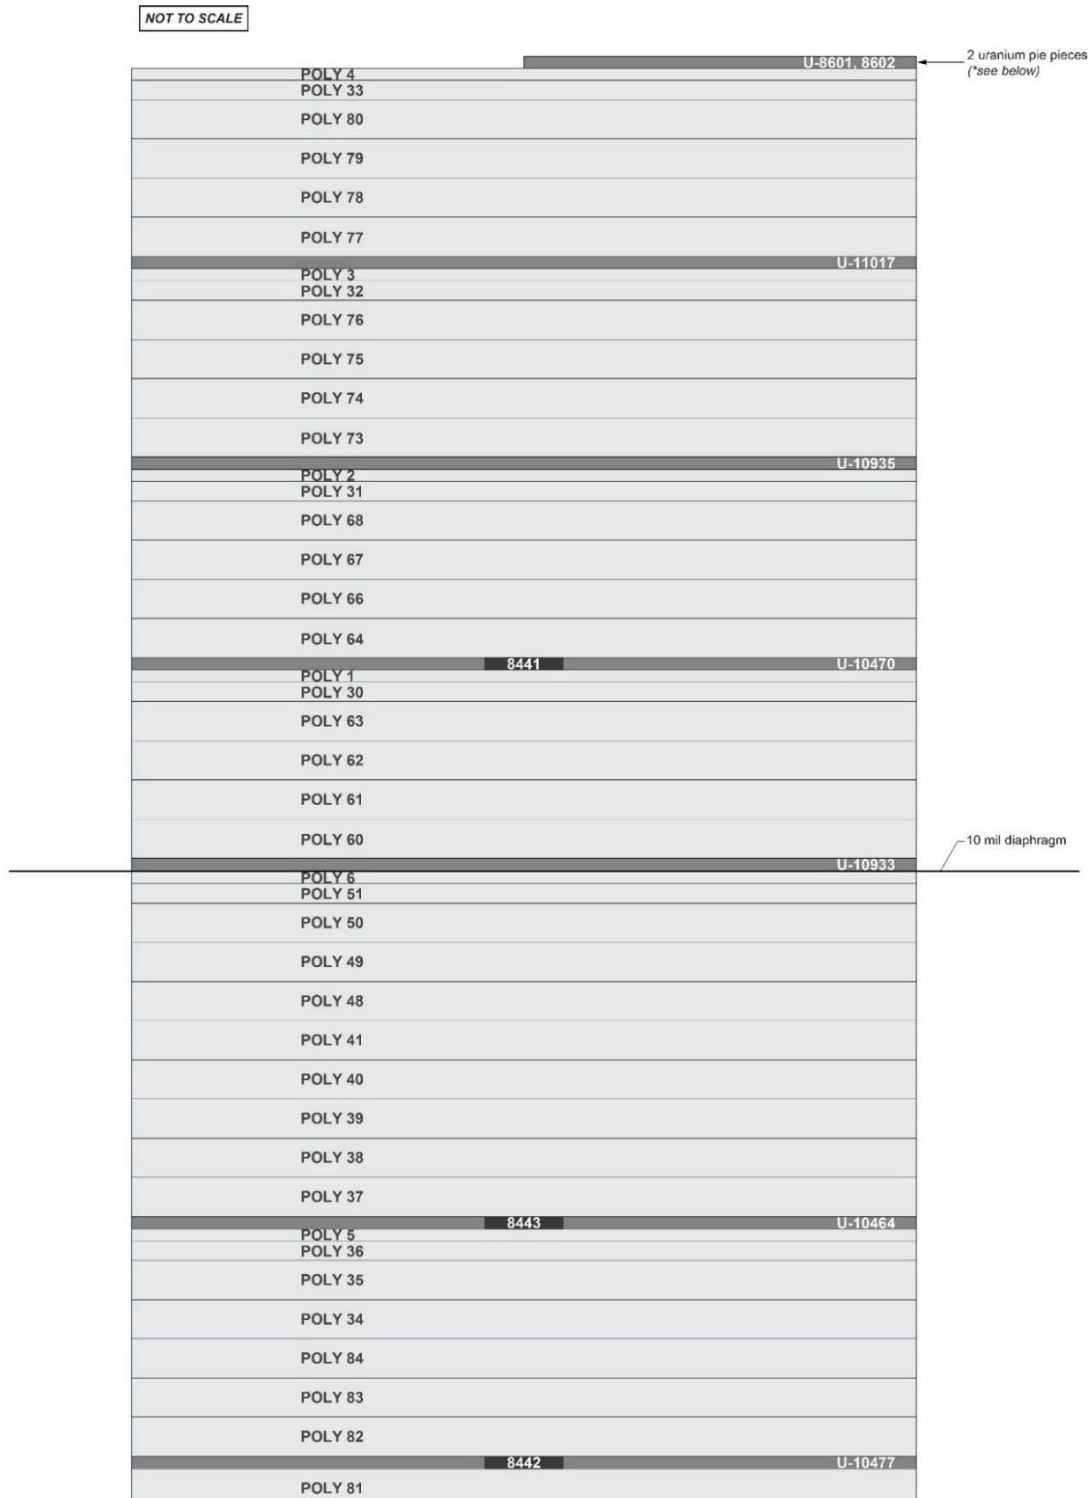 NOT TO SCALE
U-8601, 8602
2 uranium pie pieces
(*see below)
POLY 4
POLY 33
POLY 80
POLY 79
POLY 78
POLY 77
U-11017
POLY 3
POLY 32
POLY 76
POLY 75
POLY 74
POLY 73
U-10935
POLY 2
POLY 31
POLY 68
POLY 67
POLY 66
POLY 64
8441 U-10470
POLY 1
POLY 30
POLY 63
POLY 62
POLY 61
POLY 60
10 mil diaphragm
U-10933
POLY 6
POLY 51
POLY 50
POLY 49
POLY 48
POLY 41
POLY 40
POLY 39
POLY 38
POLY 37
8443 U-10464
POLY 5
POLY 36
POLY 35
POLY 34
POLY 84
POLY 83
POLY 82
8442 U-10477
POLY 81